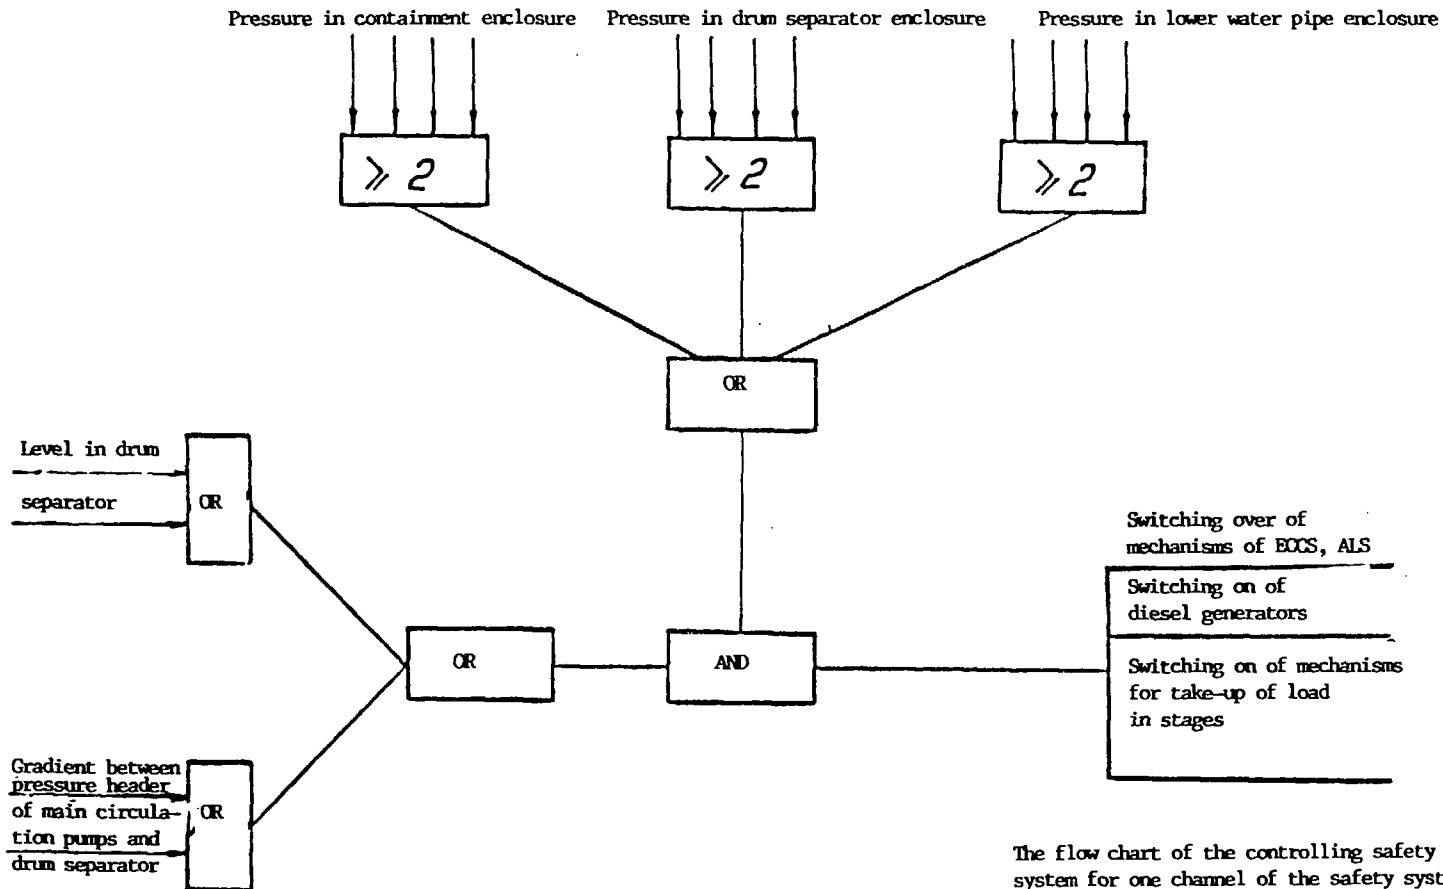 Pressure in containment enclosure
Pressure in drum separator enclosure
Pressure in lower water pipe enclosure
⩾ 2
⩾ 2
⩾ 2
OR
Level in drum
separator
OR
OR
AND
Switching over of
mechanisms of ECCS, ALS
Switching on of
diesel generators
Switching on of mechanisms
for take-up of load
in stages
Gradient between
pressure header
of main circula-
tion pumps and
drum separator
OR
The flow chart of the controlling safety
system for one channel of the safety syst